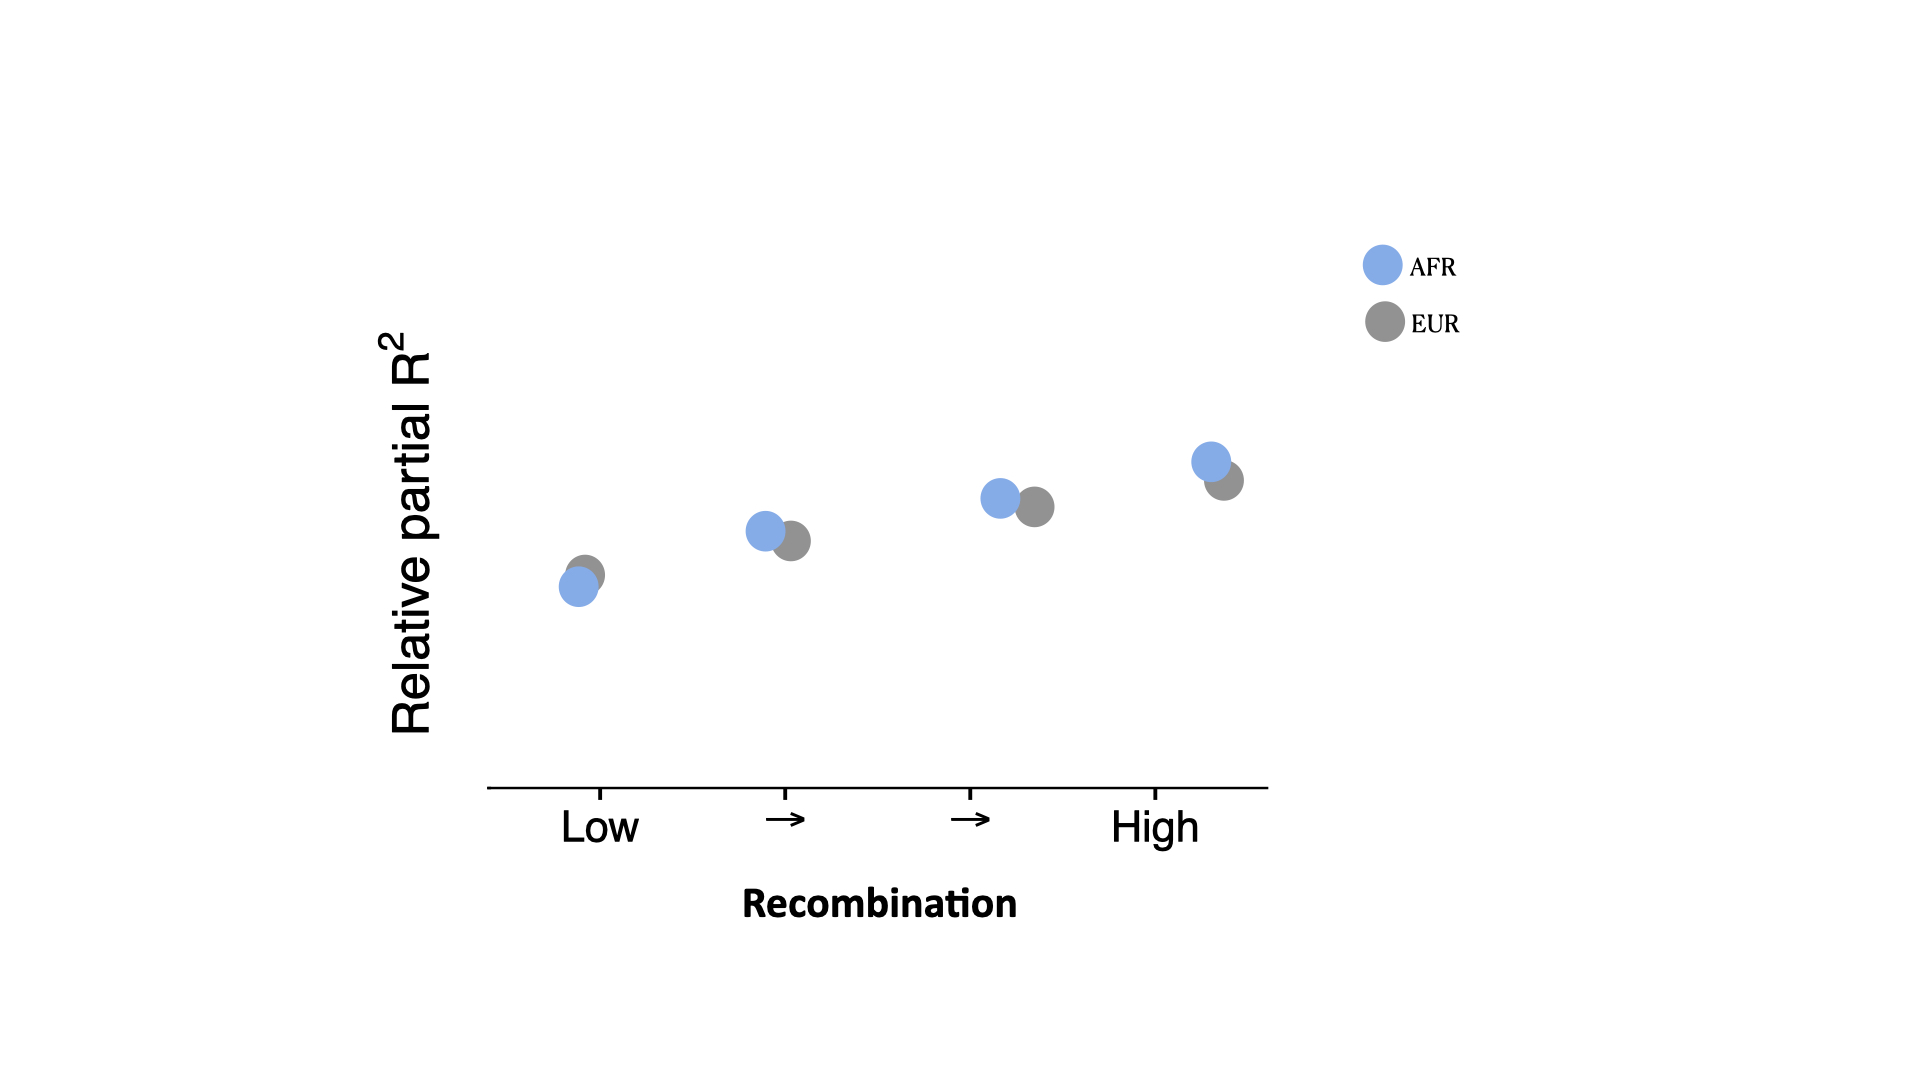 AFR
EUR
Relative partial R²
Low → → High
Recombination